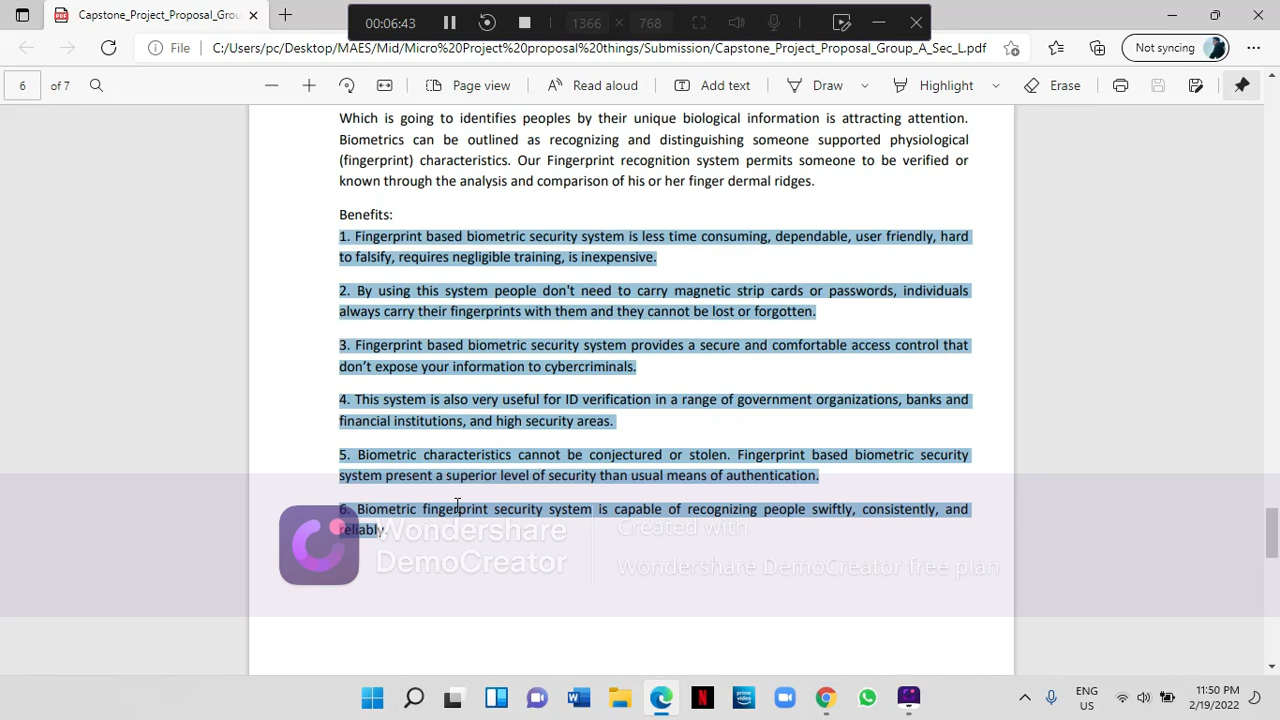 Capstone_Project_Proposal_Grou
00:06:43
1366 × 768
File
C:/Users/pc/Desktop/MAES/Mid/Micro%20Project%20proposal%20things/Submission/Capstone_Project_Proposal_Group_A_Sec_L.pdf
Not syncing
6 of 7
Page view
Read aloud
Add text
Draw
Highlight
Erase
Which is going to identifies peoples by their unique biological information is attracting attention.
Biometrics can be outlined as recognizing and distinguishing someone supported physiological
(fingerprint) characteristics. Our Fingerprint recognition system permits someone to be verified or
known through the analysis and comparison of his or her finger dermal ridges.
Benefits:
1. Fingerprint based biometric security system is less time consuming, dependable, user friendly, hard
to falsify, requires negligible training, is inexpensive.
2. By using this system people don't need to carry magnetic strip cards or passwords, individuals
always carry their fingerprints with them and they cannot be lost or forgotten.
3. Fingerprint based biometric security system provides a secure and comfortable access control that
don’t expose your information to cybercriminals.
4. This system is also very useful for ID verification in a range of government organizations, banks and
financial institutions, and high security areas.
5. Biometric characteristics cannot be conjectured or stolen. Fingerprint based biometric security
system present a superior level of security than usual means of authentication.
6. Biometric fingerprint security system is capable of recognizing people swiftly, consistently, and
reliably.
Wondershare
DemoCreator
Created with
Wondershare DemoCreator free plan
ENG
US
11:50 PM
2/19/2022